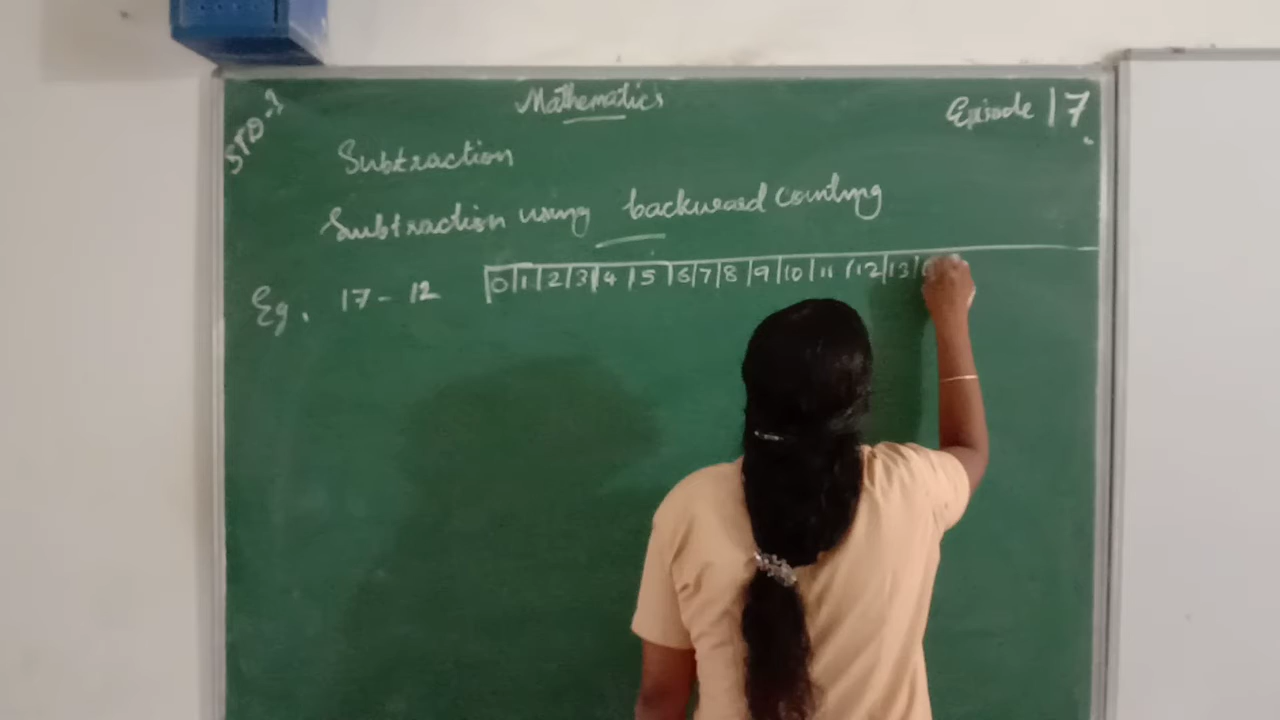 Mathematics
Episode 17.
STD-1
Subtraction
Subtraction using backward counting
Eg. 17 - 12
0 1 2 3 4 5 6 7 8 9 10 11 12 13